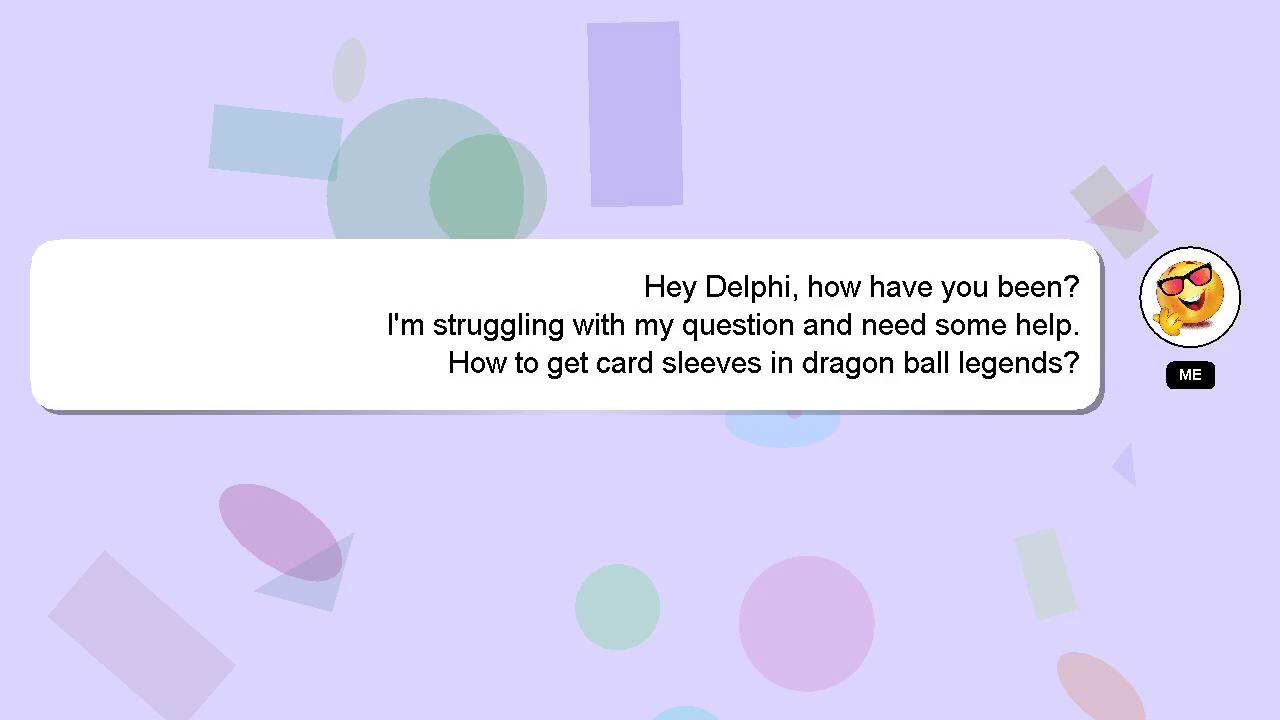 Hey Delphi, how have you been?
I'm struggling with my question and need some help.
How to get card sleeves in dragon ball legends?
ME